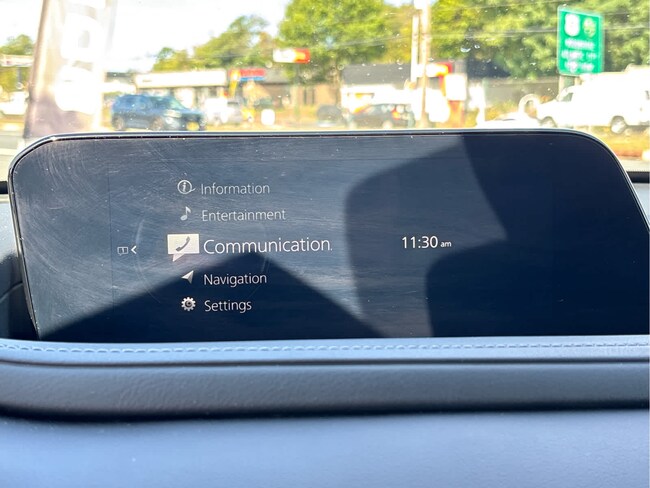 Information
Entertainment
Communication
11:30 am
Navigation
Settings